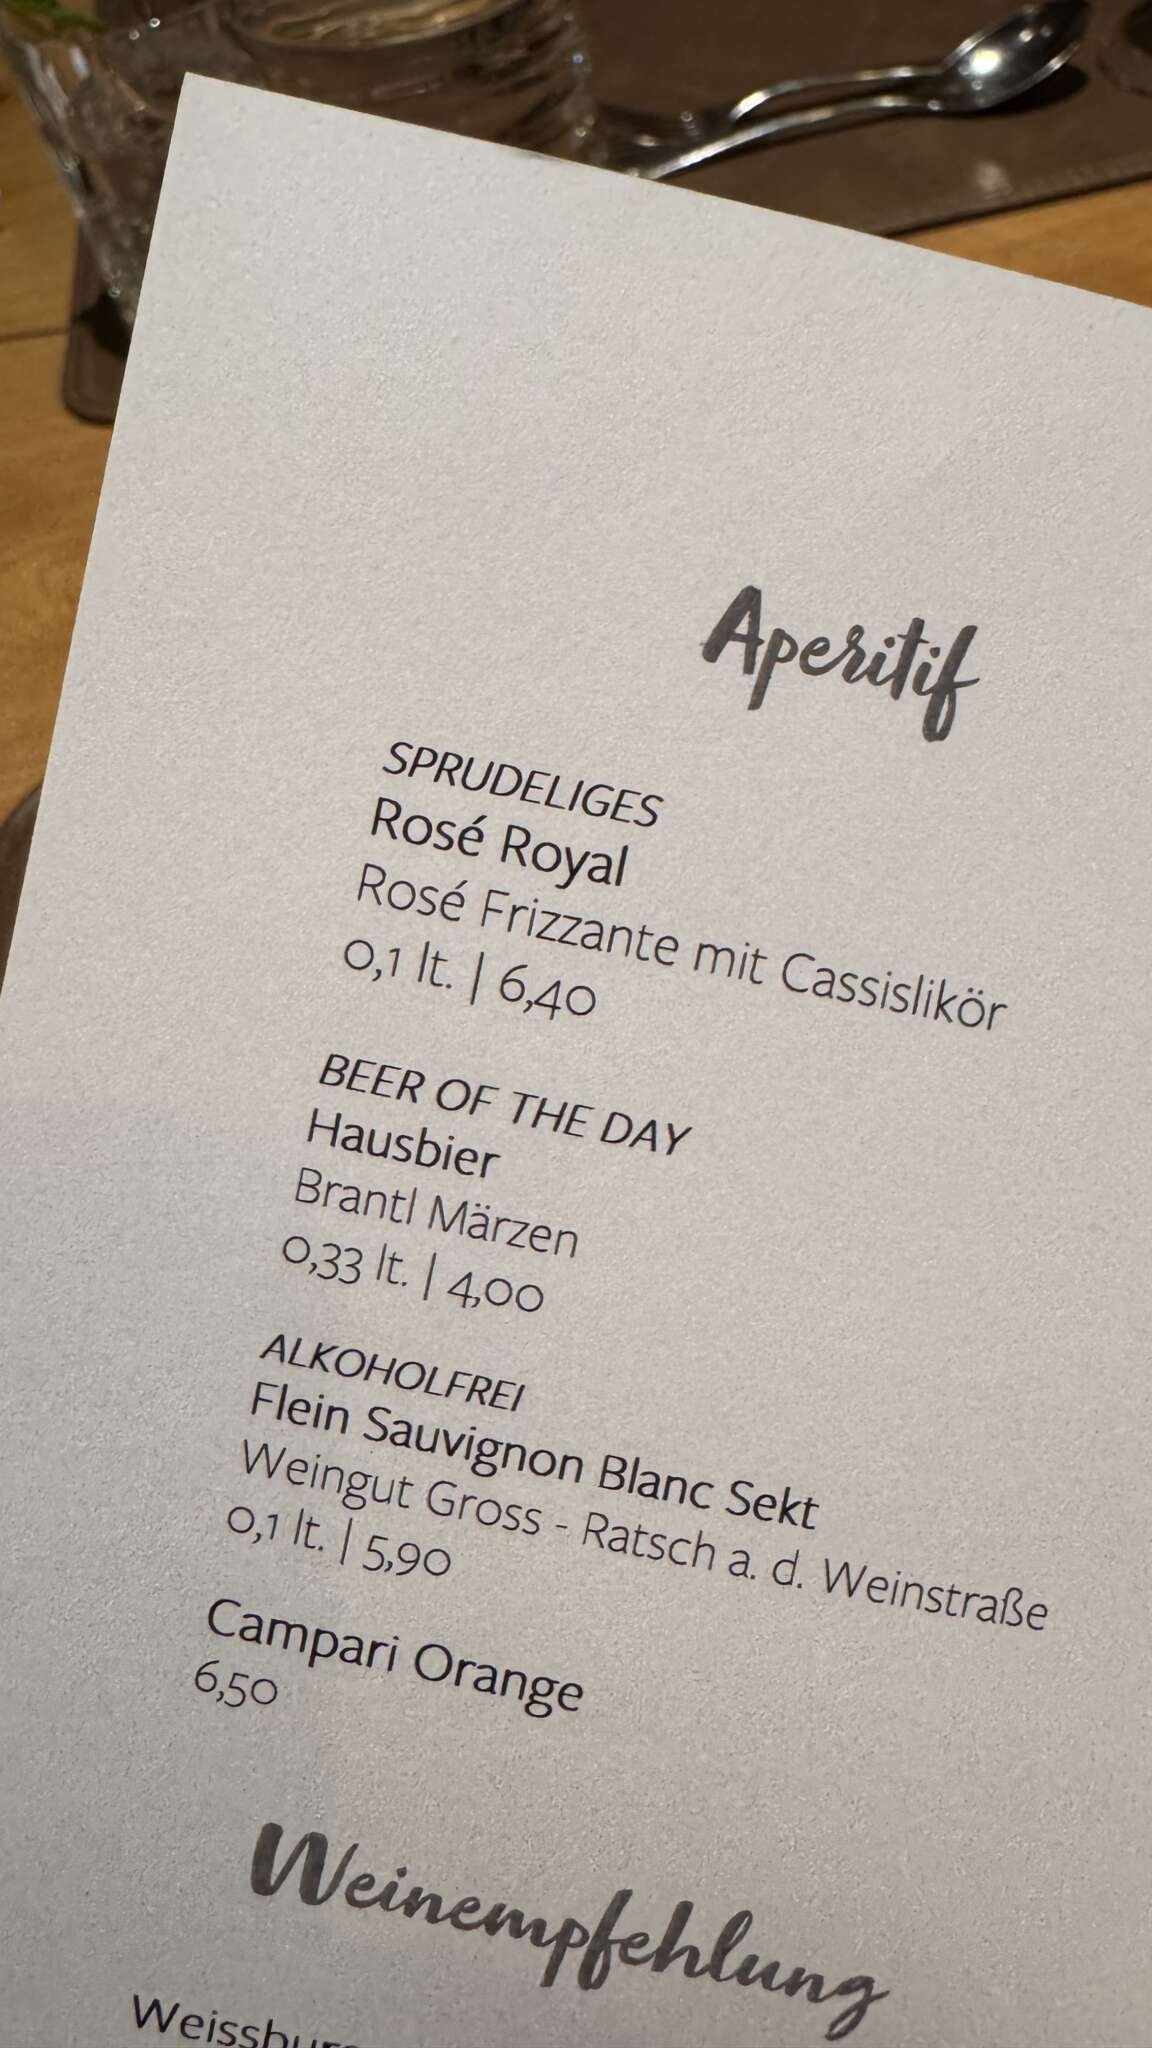 Aperitif
SPRUDELIGES
Rosé Royal
Rosé Frizzante mit Cassislikör
0,1 lt. | 6,40
BEER OF THE DAY
Hausbier
Brantl Märzen
0,33 lt. | 4,00
ALKOHOLFREI
Flein Sauvignon Blanc Sekt
Weingut Gross - Ratsch a. d. Weinstraße
0,1 lt. | 5,90
Campari Orange
6,50
Weinempfehlung